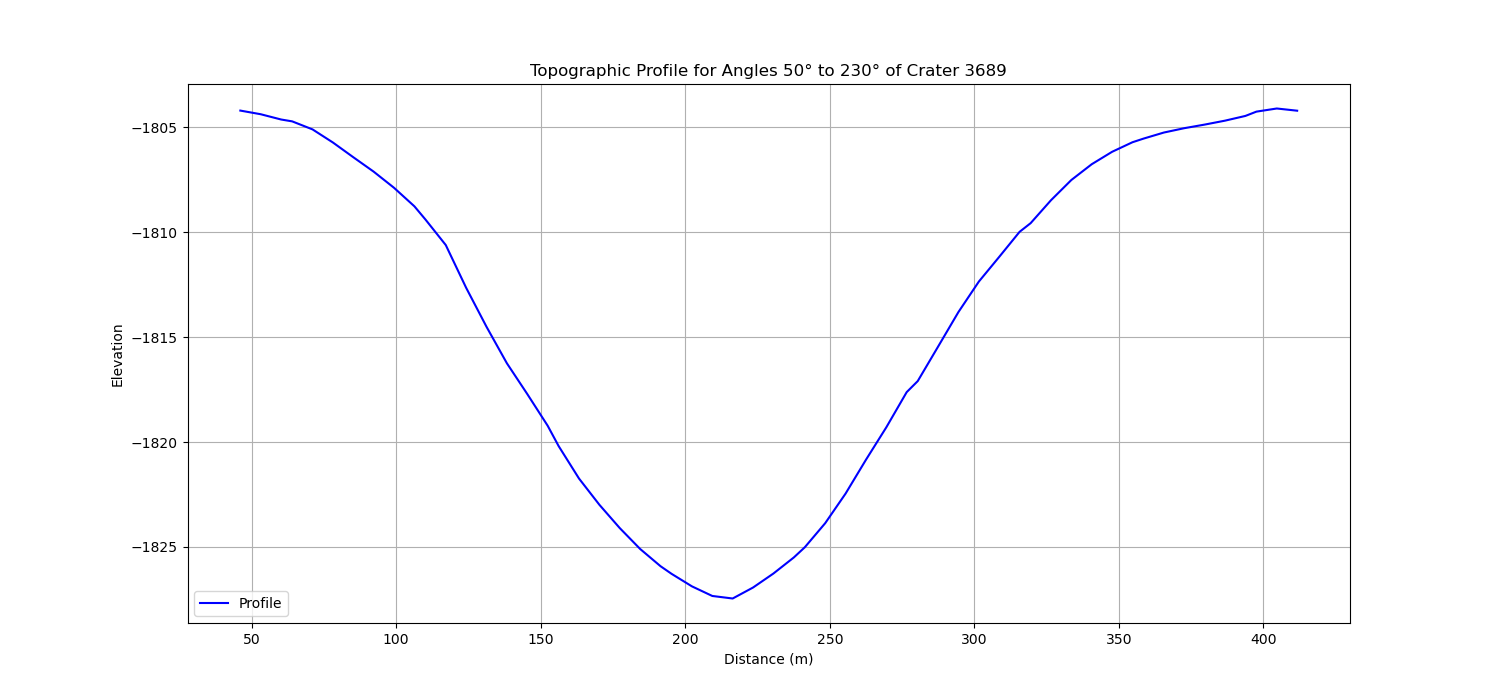 Topographic Profile for Angles 50° to 230° of Crater 3689
Elevation
−1805
−1810
−1815
−1820
−1825
Profile
50 100 150 200 250 300 350 400
Distance (m)